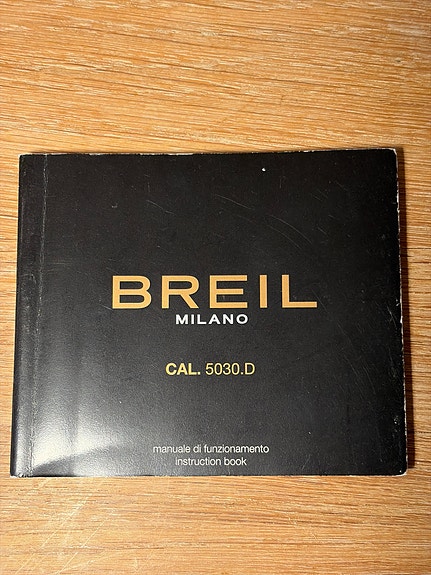 BREIL
MILANO
CAL. 5030.D
manuale di funzionamento
instruction book